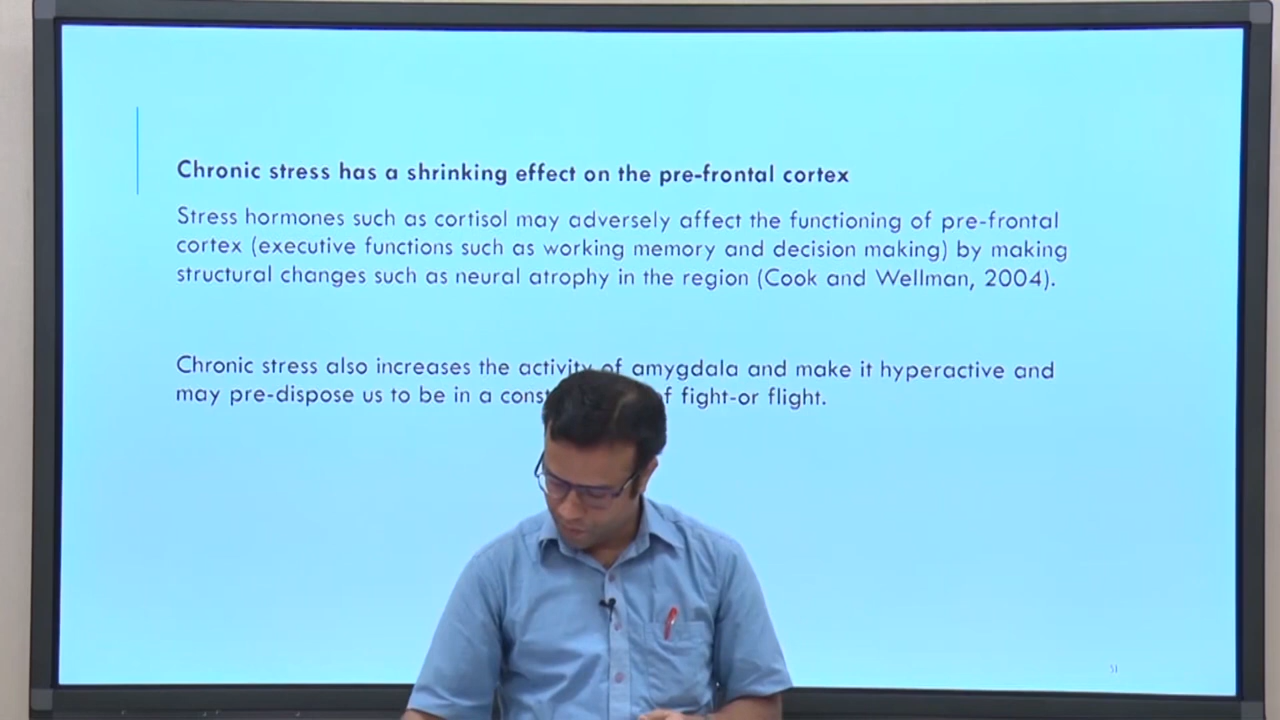 Chronic stress has a shrinking effect on the pre-frontal cortex
Stress hormones such as cortisol may adversely affect the functioning of pre-frontal
cortex (executive functions such as working memory and decision making) by making
structural changes such as neural atrophy in the region (Cook and Wellman, 2004).
Chronic stress also increases the activity of amygdala and make it hyperactive and
may pre-dispose us to be in a f fight-or flight.
51